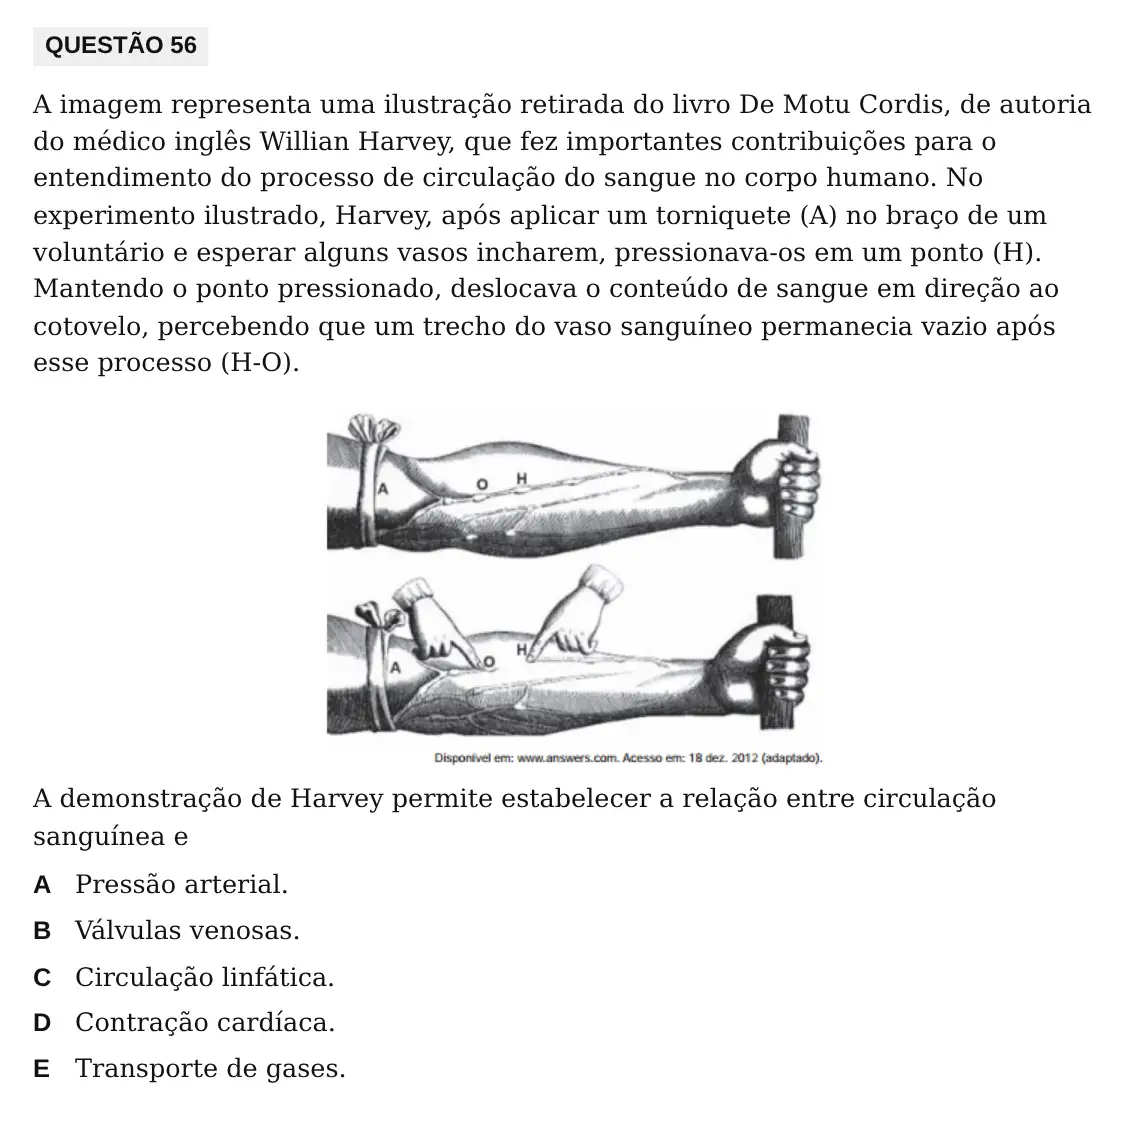 QUESTÃO 56
A imagem representa uma ilustração retirada do livro De Motu Cordis, de autoria
do médico inglês Willian Harvey, que fez importantes contribuições para o
entendimento do processo de circulação do sangue no corpo humano. No
experimento ilustrado, Harvey, após aplicar um torniquete (A) no braço de um
voluntário e esperar alguns vasos incharem, pressionava-os em um ponto (H).
Mantendo o ponto pressionado, deslocava o conteúdo de sangue em direção ao
cotovelo, percebendo que um trecho do vaso sanguíneo permanecia vazio após
esse processo (H-O).
A O H
A O H
Disponível em: www.answers.com. Acesso em: 18 dez. 2012 (adaptado).
A demonstração de Harvey permite estabelecer a relação entre circulação
sanguínea e
A Pressão arterial.
B Válvulas venosas.
C Circulação linfática.
D Contração cardíaca.
E Transporte de gases.